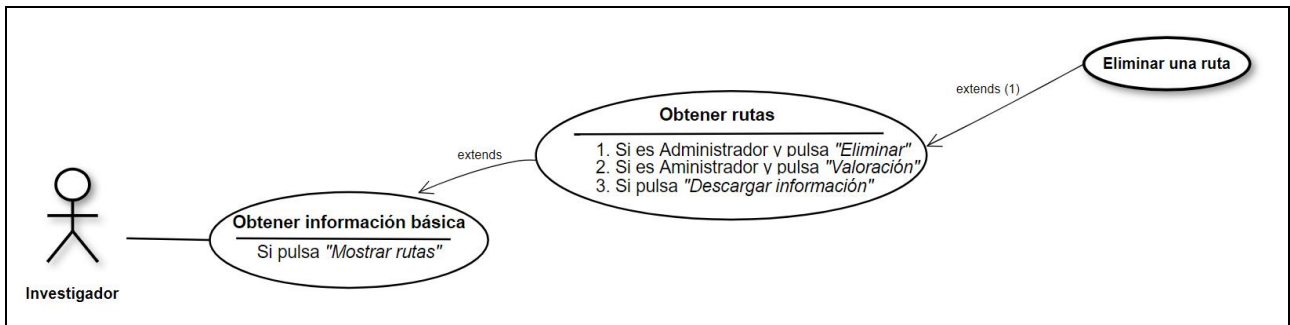 Eliminar una ruta
extends (1)
Obtener rutas
1. Si es Administrador y pulsa "Eliminar"
2. Si es Aministrador y pulsa "Valoración"
3. Si pulsa "Descargar información"
extends
Obtener información básica
Si pulsa "Mostrar rutas"
Investigador